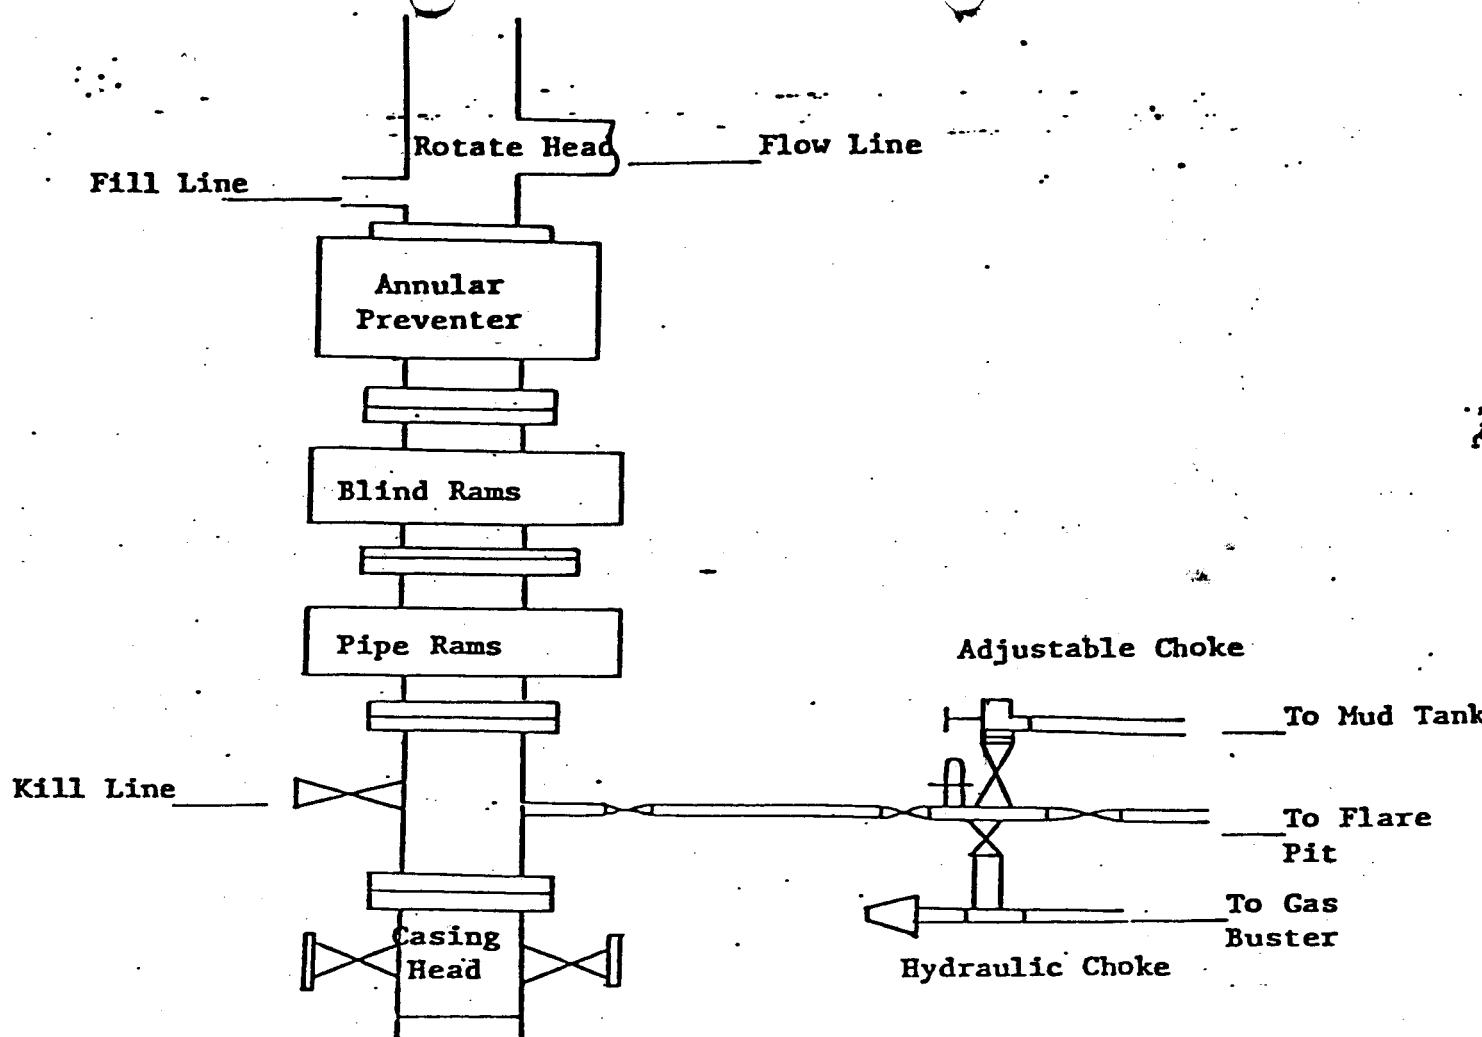 Rotate Head
Flow Line
Fill Line
Annular
Preventer
Blind Rams
Pipe Rams
Adjustable Choke
To Mud Tank
Kill Line
To Flare
Pit
To Gas
Buster
Casing
Head
Hydraulic Choke